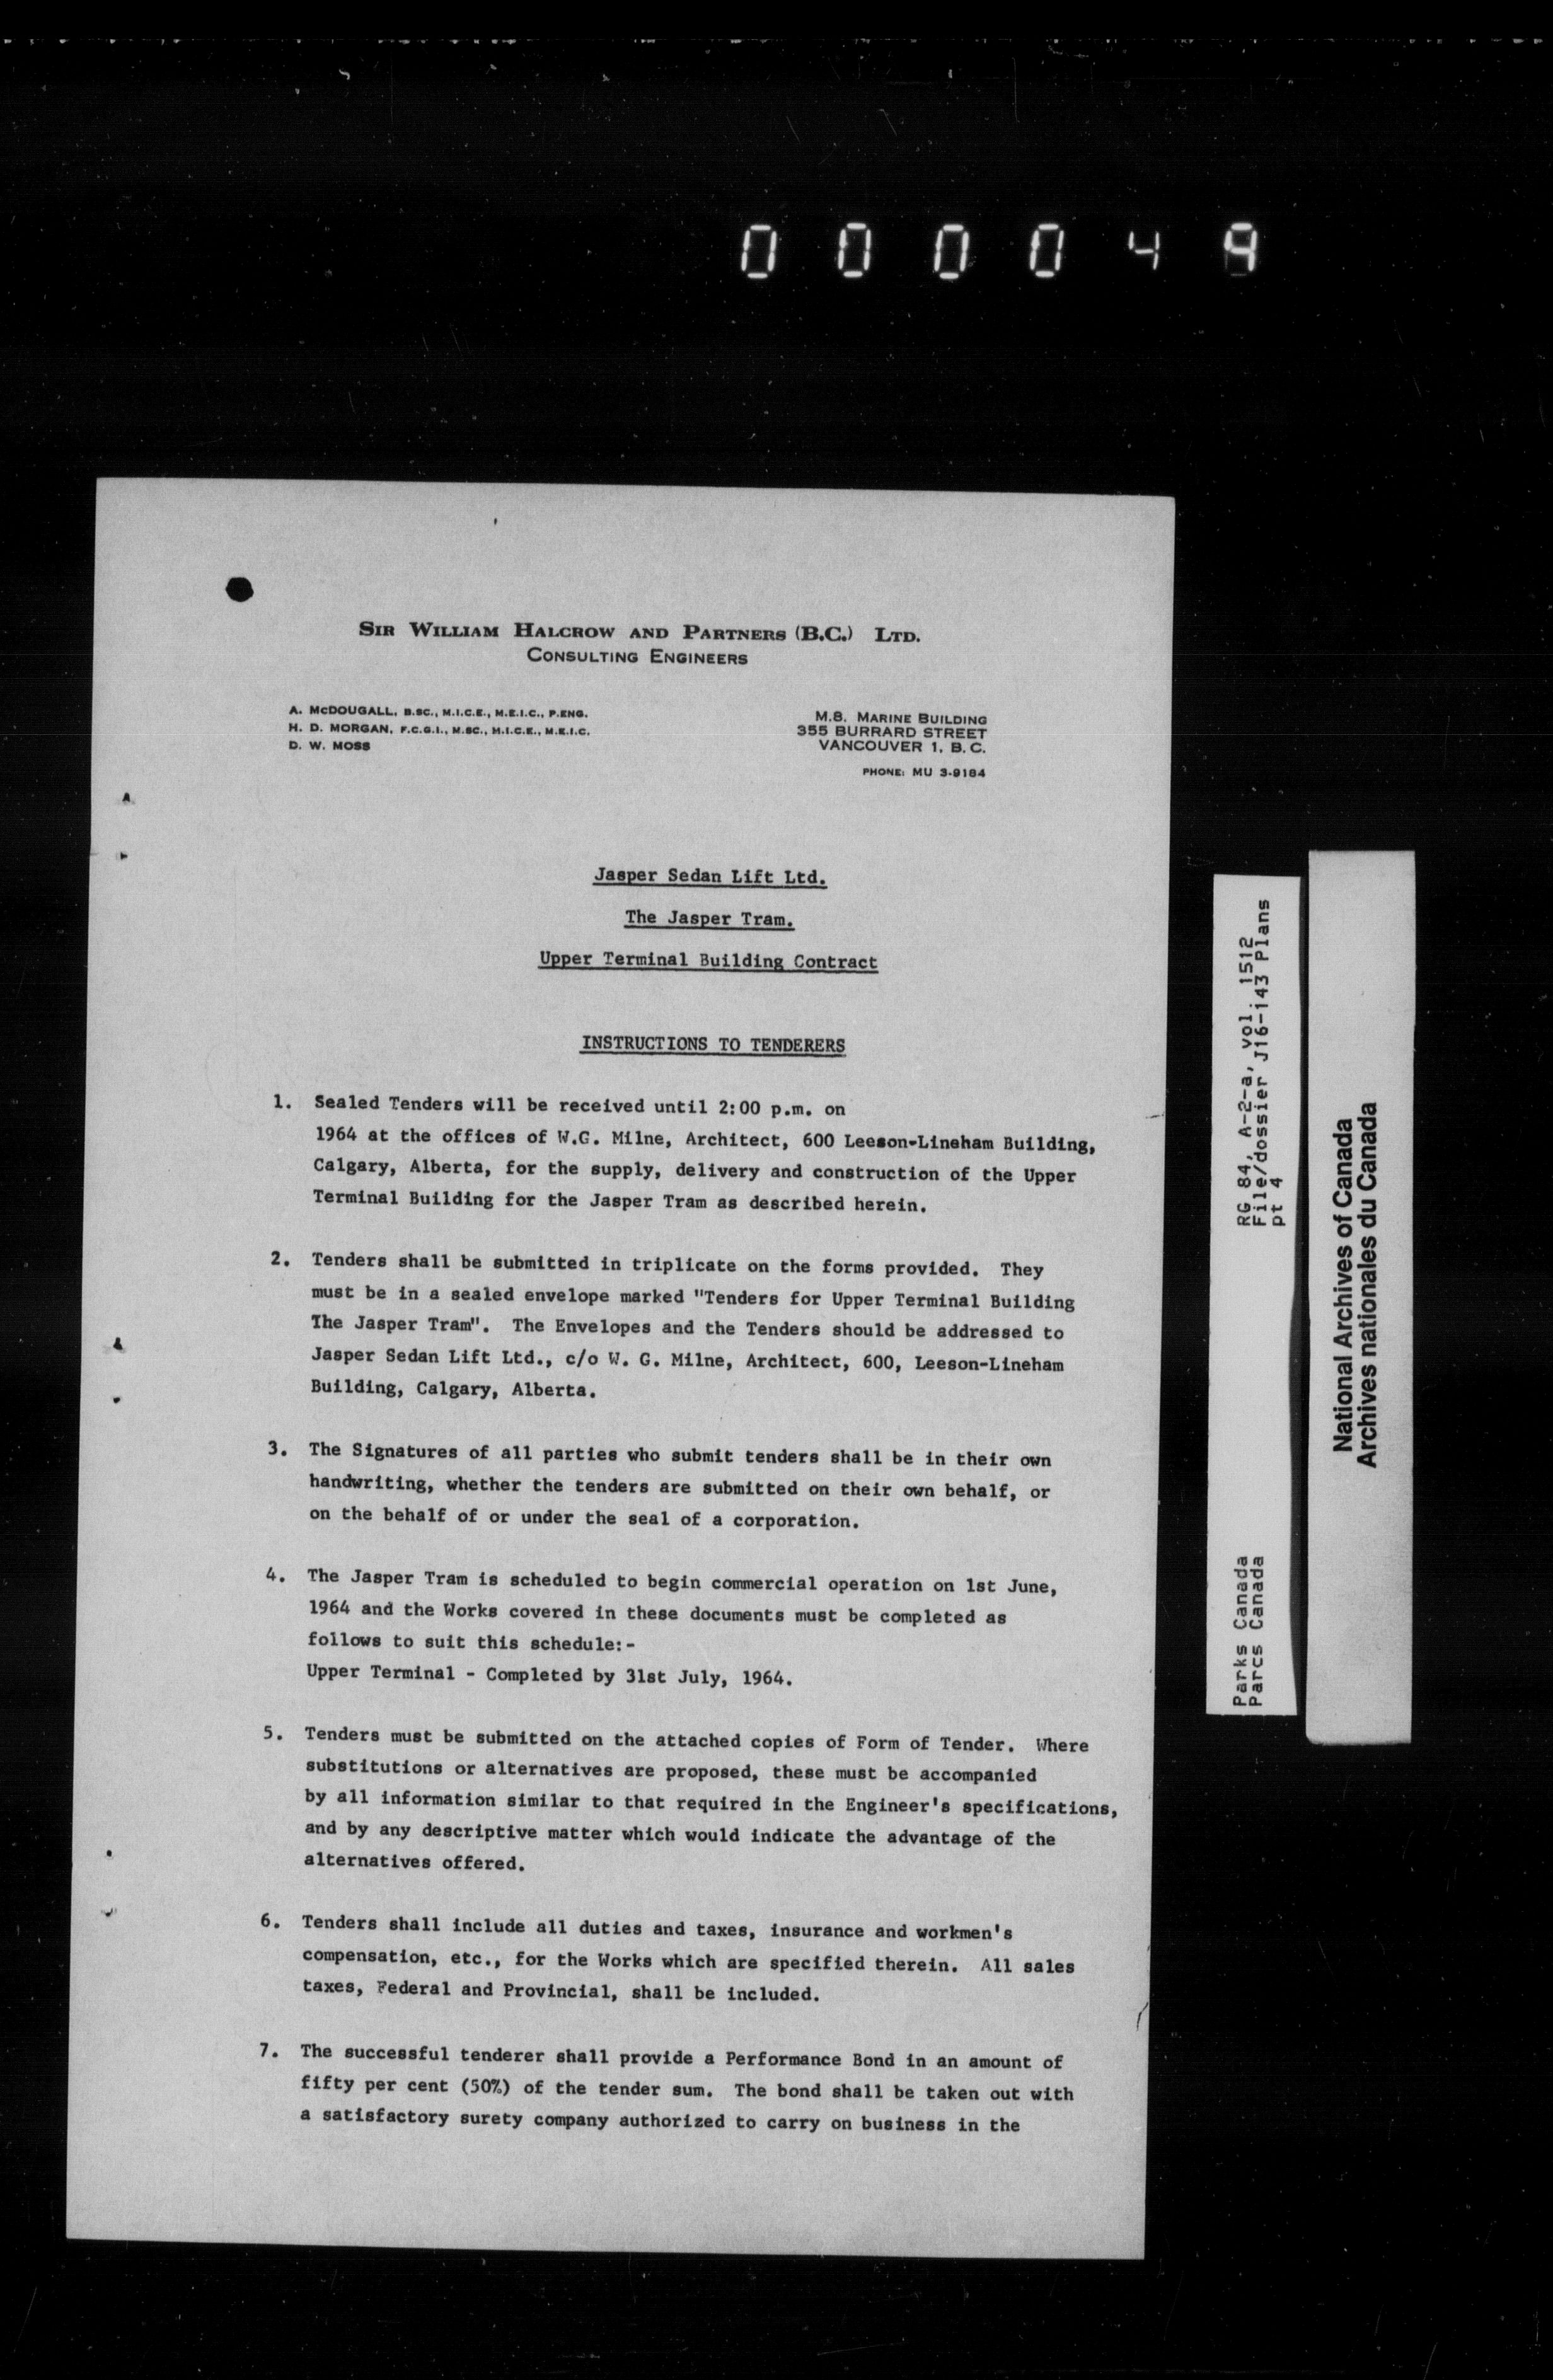 000049
SIR WILLIAM HALCROW AND PARTNERS (B.C.) LTD.
CONSULTING ENGINEERS
A. McDOUGALL, B.SC., M.I.C.E., M.E.I.C., P.ENG.
H. D. MORGAN, F.C.G.I., M.SC., M.I.C.E., M.E.I.C.
D. W. MOSS
M.B. MARINE BUILDING
355 BURRARD STREET
VANCOUVER 1, B.C.
PHONE: MU 3-9184
Jasper Sedan Lift Ltd.
The Jasper Tram.
Upper Terminal Building Contract
INSTRUCTIONS TO TENDERERS
1. Sealed Tenders will be received until 2:00 p.m. on
1964 at the offices of W.G. Milne, Architect, 600 Leeson-Lineham Building,
Calgary, Alberta, for the supply, delivery and construction of the Upper
Terminal Building for the Jasper Tram as described herein.
2. Tenders shall be submitted in triplicate on the forms provided. They
must be in a sealed envelope marked "Tenders for Upper Terminal Building
The Jasper Tram". The Envelopes and the Tenders should be addressed to
Jasper Sedan Lift Ltd., c/o W. G. Milne, Architect, 600, Leeson-Lineham
Building, Calgary, Alberta.
3. The Signatures of all parties who submit tenders shall be in their own
handwriting, whether the tenders are submitted on their own behalf, or
on the behalf of or under the seal of a corporation.
4. The Jasper Tram is scheduled to begin commercial operation on 1st June,
1964 and the Works covered in these documents must be completed as
follows to suit this schedule:-
Upper Terminal - Completed by 31st July, 1964.
5. Tenders must be submitted on the attached copies of Form of Tender. Where
substitutions or alternatives are proposed, these must be accompanied
by all information similar to that required in the Engineer's specifications,
and by any descriptive matter which would indicate the advantage of the
alternatives offered.
6. Tenders shall include all duties and taxes, insurance and workmen's
compensation, etc., for the Works which are specified therein. All sales
taxes, Federal and Provincial, shall be included.
7. The successful tenderer shall provide a Performance Bond in an amount of
fifty per cent (50%) of the tender sum. The bond shall be taken out with
a satisfactory surety company authorized to carry on business in the
RG 84, A-2-a, vol. 1512
File/dossier J16-143 Plans
pt 4
Parks Canada
Parcs Canada
National Archives of Canada
Archives nationales du Canada